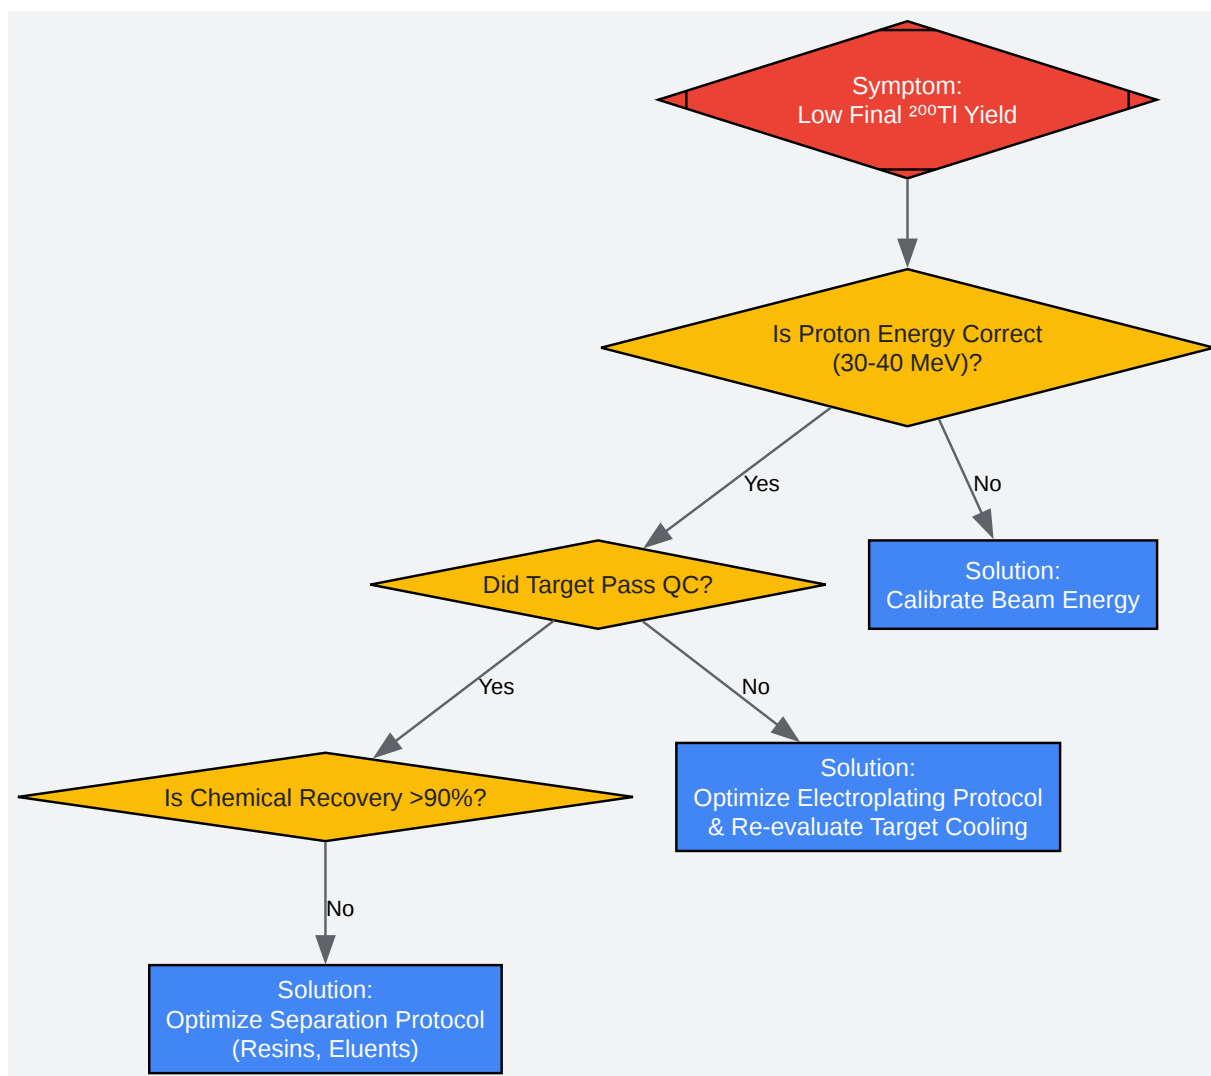 Symptom:
Low Final ²⁰⁰Tl Yield
Is Proton Energy Correct
(30-40 MeV)?
Yes
No
Did Target Pass QC?
Solution:
Calibrate Beam Energy
Yes
No
Is Chemical Recovery >90%?
Solution:
Optimize Electroplating Protocol
& Re-evaluate Target Cooling
No
Solution:
Optimize Separation Protocol
(Resins, Eluents)